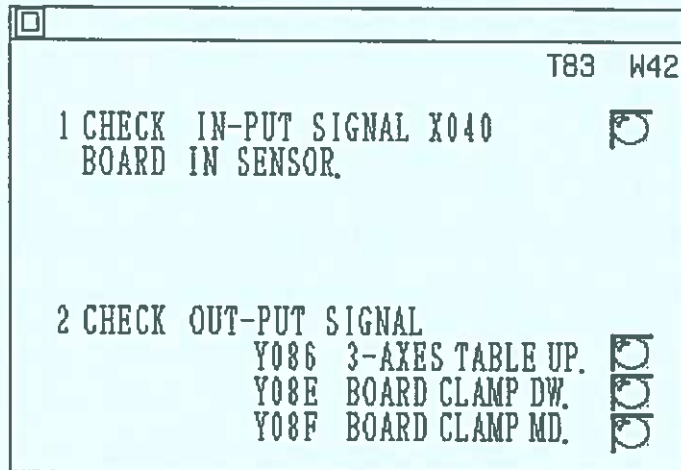 T83 W42
1 CHECK IN-PUT SIGNAL X040
BOARD IN SENSOR.
2 CHECK OUT-PUT SIGNAL
Y086 3-AXES TABLE UP.
Y08E BOARD CLAMP DW.
Y08F BOARD CLAMP MD.